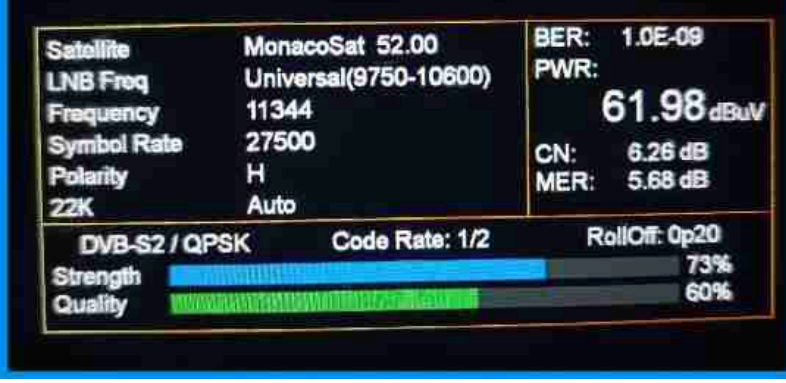 Satellite MonacoSat 52.00
LNB Freq Universal(9750-10600)
Frequency 11344
Symbol Rate 27500
Polarity H
22K Auto
BER: 1.0E-09
PWR:
61.98 dBuV
CN: 6.26 dB
MER: 5.68 dB
DVB-S2 / QPSK Code Rate: 1/2 RollOff: 0p20
Strength 73%
Quality 60%